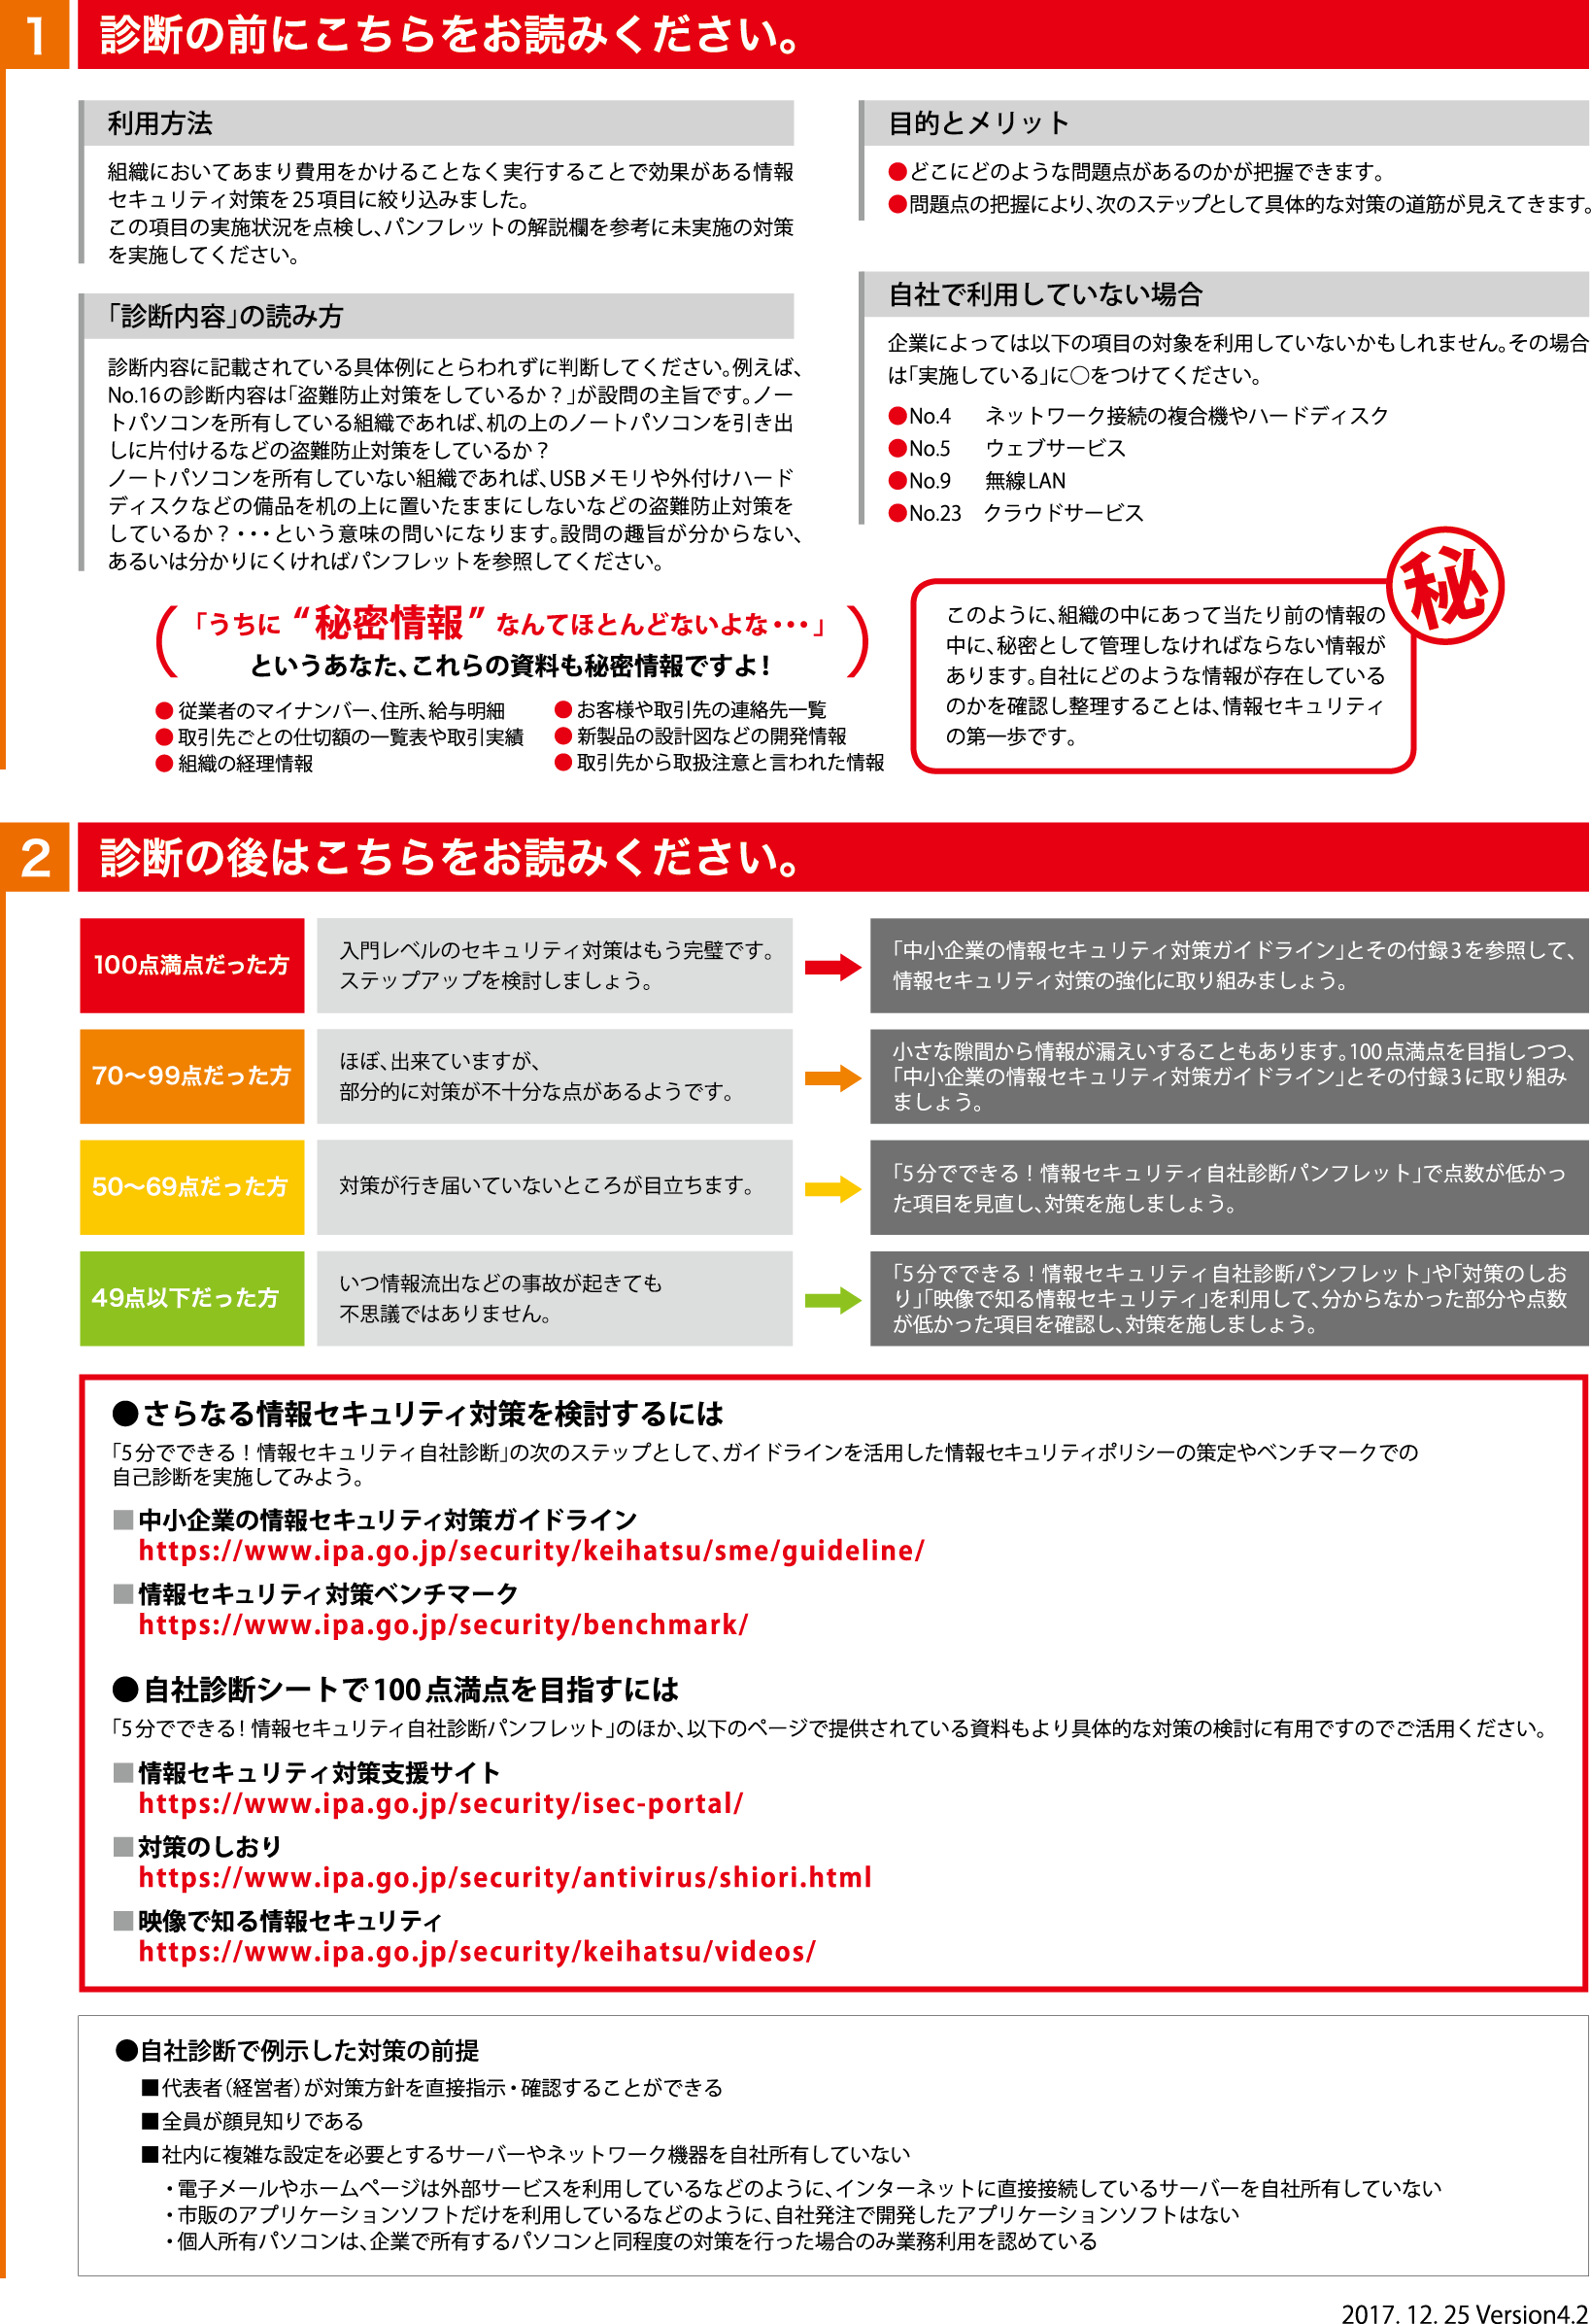 1 診断の前にこちらをお読みください。
利用方法
組織においてあまり費用をかけることなく実行することで効果がある情報
セキュリティ対策を25項目に絞り込みました。
この項目の実施状況を点検し、パンフレットの解説欄を参考に未実施の対策
を実施してください。
「診断内容」の読み方
診断内容に記載されている具体例にとらわれずに判断してください。例えば、
No.16の診断内容は「盗難防止対策をしているか？」が設問の主旨です。ノー
トパソコンを所有している組織であれば、机の上のノートパソコンを引き出
しに片付けるなどの盗難防止対策をしているか？
ノートパソコンを所有していない組織であれば、USBメモリや外付けハード
ディスクなどの備品を机の上に置いたままにしないなどの盗難防止対策を
しているか？・・・という意味の問いになります。設問の趣旨が分からない、
あるいは分かりにくければパンフレットを参照してください。
目的とメリット
●どこにどのような問題点があるのかが把握できます。
●問題点の把握により、次のステップとして具体的な対策の道筋が見えてきます。
自社で利用していない場合
企業によっては以下の項目の対象を利用していないかもしれません。その場合
は「実施している」に○をつけてください。
●No.4 ネットワーク接続の複合機やハードディスク
●No.5 ウェブサービス
●No.9 無線LAN
●No.23 クラウドサービス
（「うちに “秘密情報” なんてほとんどないよな・・・」
というあなた、これらの資料も秘密情報ですよ！）
● 従業者のマイナンバー、住所、給与明細
● 取引先ごとの仕切額の一覧表や取引実績
● 組織の経理情報
● お客様や取引先の連絡先一覧
● 新製品の設計図などの開発情報
● 取引先から取扱注意と言われた情報
秘
このように、組織の中にあって当たり前の情報の
中に、秘密として管理しなければならない情報が
あります。自社にどのような情報が存在している
のかを確認し整理することは、情報セキュリティ
の第一歩です。
2 診断の後はこちらをお読みください。
100点満点だった方
入門レベルのセキュリティ対策はもう完璧です。
ステップアップを検討しましょう。
「中小企業の情報セキュリティ対策ガイドライン」とその付録3を参照して、
情報セキュリティ対策の強化に取り組みましょう。
70〜99点だった方
ほぼ、出来ていますが、
部分的に対策が不十分な点があるようです。
小さな隙間から情報が漏えいすることもあります。100点満点を目指しつつ、
「中小企業の情報セキュリティ対策ガイドライン」とその付録3に取り組み
ましょう。
50〜69点だった方
対策が行き届いていないところが目立ちます。
「5分でできる！情報セキュリティ自社診断パンフレット」で点数が低かっ
た項目を見直し、対策を施しましょう。
49点以下だった方
いつ情報流出などの事故が起きても
不思議ではありません。
「5分でできる！情報セキュリティ自社診断パンフレット」や「対策のしお
り」「映像で知る情報セキュリティ」を利用して、分からなかった部分や点数
が低かった項目を確認し、対策を施しましょう。
●さらなる情報セキュリティ対策を検討するには
「5分でできる！情報セキュリティ自社診断」の次のステップとして、ガイドラインを活用した情報セキュリティポリシーの策定やベンチマークでの
自己診断を実施してみよう。
■中小企業の情報セキュリティ対策ガイドライン
https://www.ipa.go.jp/security/keihatsu/sme/guideline/
■情報セキュリティ対策ベンチマーク
https://www.ipa.go.jp/security/benchmark/
●自社診断シートで100点満点を目指すには
「5分でできる！情報セキュリティ自社診断パンフレット」のほか、以下のページで提供されている資料もより具体的な対策の検討に有用ですのでご活用ください。
■情報セキュリティ対策支援サイト
https://www.ipa.go.jp/security/isec-portal/
■対策のしおり
https://www.ipa.go.jp/security/antivirus/shiori.html
■映像で知る情報セキュリティ
https://www.ipa.go.jp/security/keihatsu/videos/
●自社診断で例示した対策の前提
■代表者（経営者）が対策方針を直接指示・確認することができる
■全員が顔見知りである
■社内に複雑な設定を必要とするサーバーやネットワーク機器を自社所有していない
・電子メールやホームページは外部サービスを利用しているなどのように、インターネットに直接接続しているサーバーを自社所有していない
・市販のアプリケーションソフトだけを利用しているなどのように、自社発注で開発したアプリケーションソフトはない
・個人所有パソコンは、企業で所有するパソコンと同程度の対策を行った場合のみ業務利用を認めている
2017. 12. 25 Version4.2